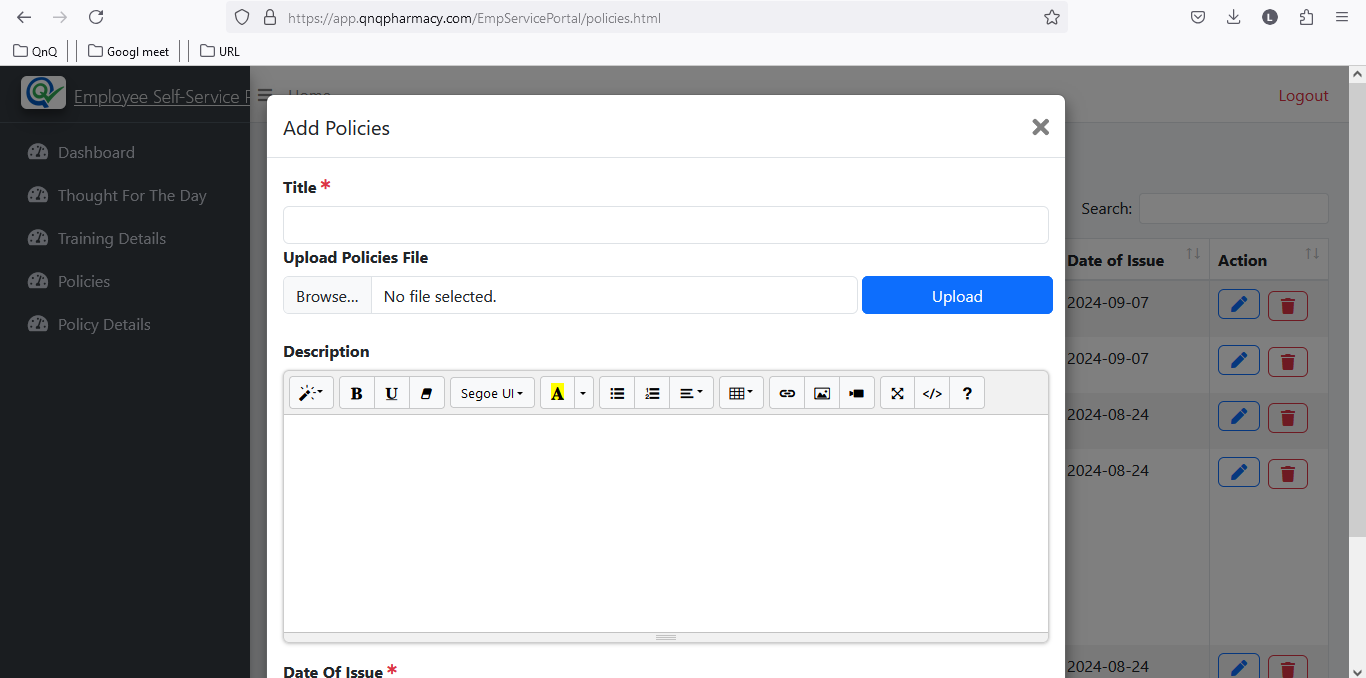 https://app.qnqpharmacy.com/EmpServicePortal/policies.html
L
QnQ
Googl meet
URL
Employee Self-Service P
Home
Logout
Dashboard
Thought For The Day
Training Details
Policies
Policy Details
Add Policies
Title *
Upload Policies File
Browse... No file selected. Upload
Description
B U Segoe UI A </> ?
Date Of Issue *
Search:
Date of Issue Action
2024-09-07
2024-09-07
2024-08-24
2024-08-24
2024-08-24